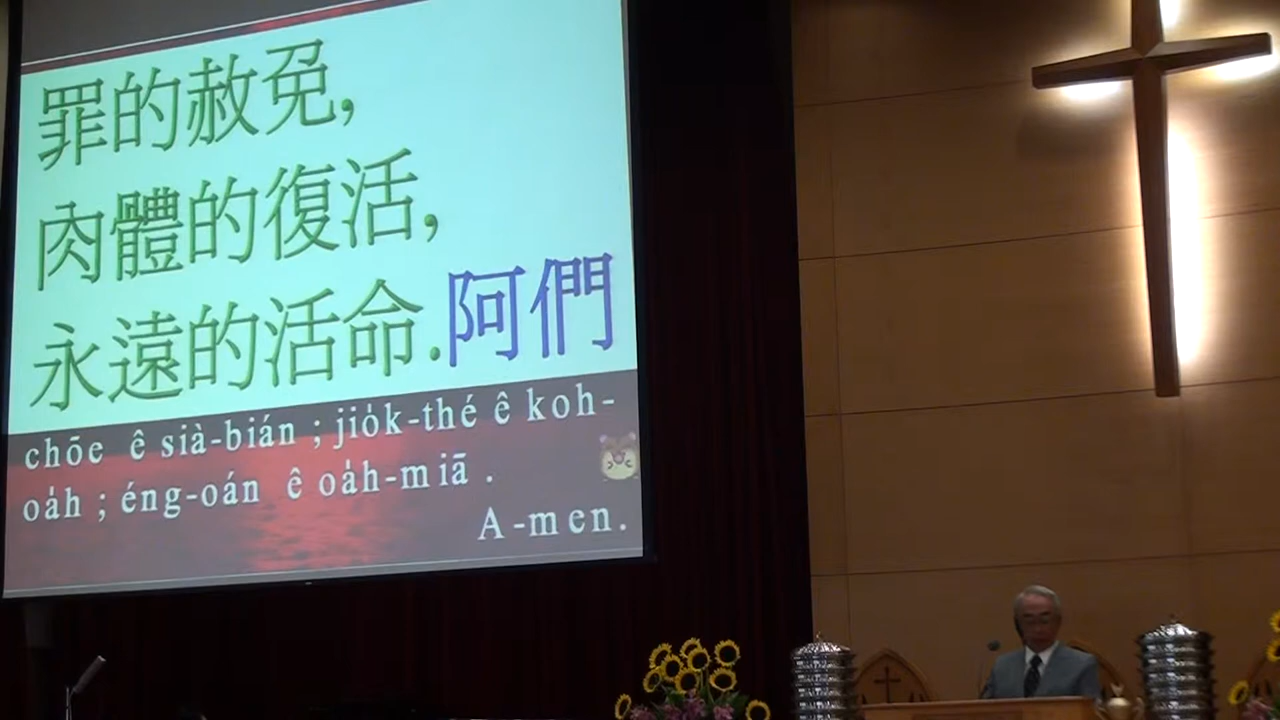 罪的赦免,
肉體的復活,
永遠的活命.阿們
chōe ê sià-bián ; jio̍k-thé ê koh-
oa̍h ; éng-oán ê oa̍h-miā .
A-men.